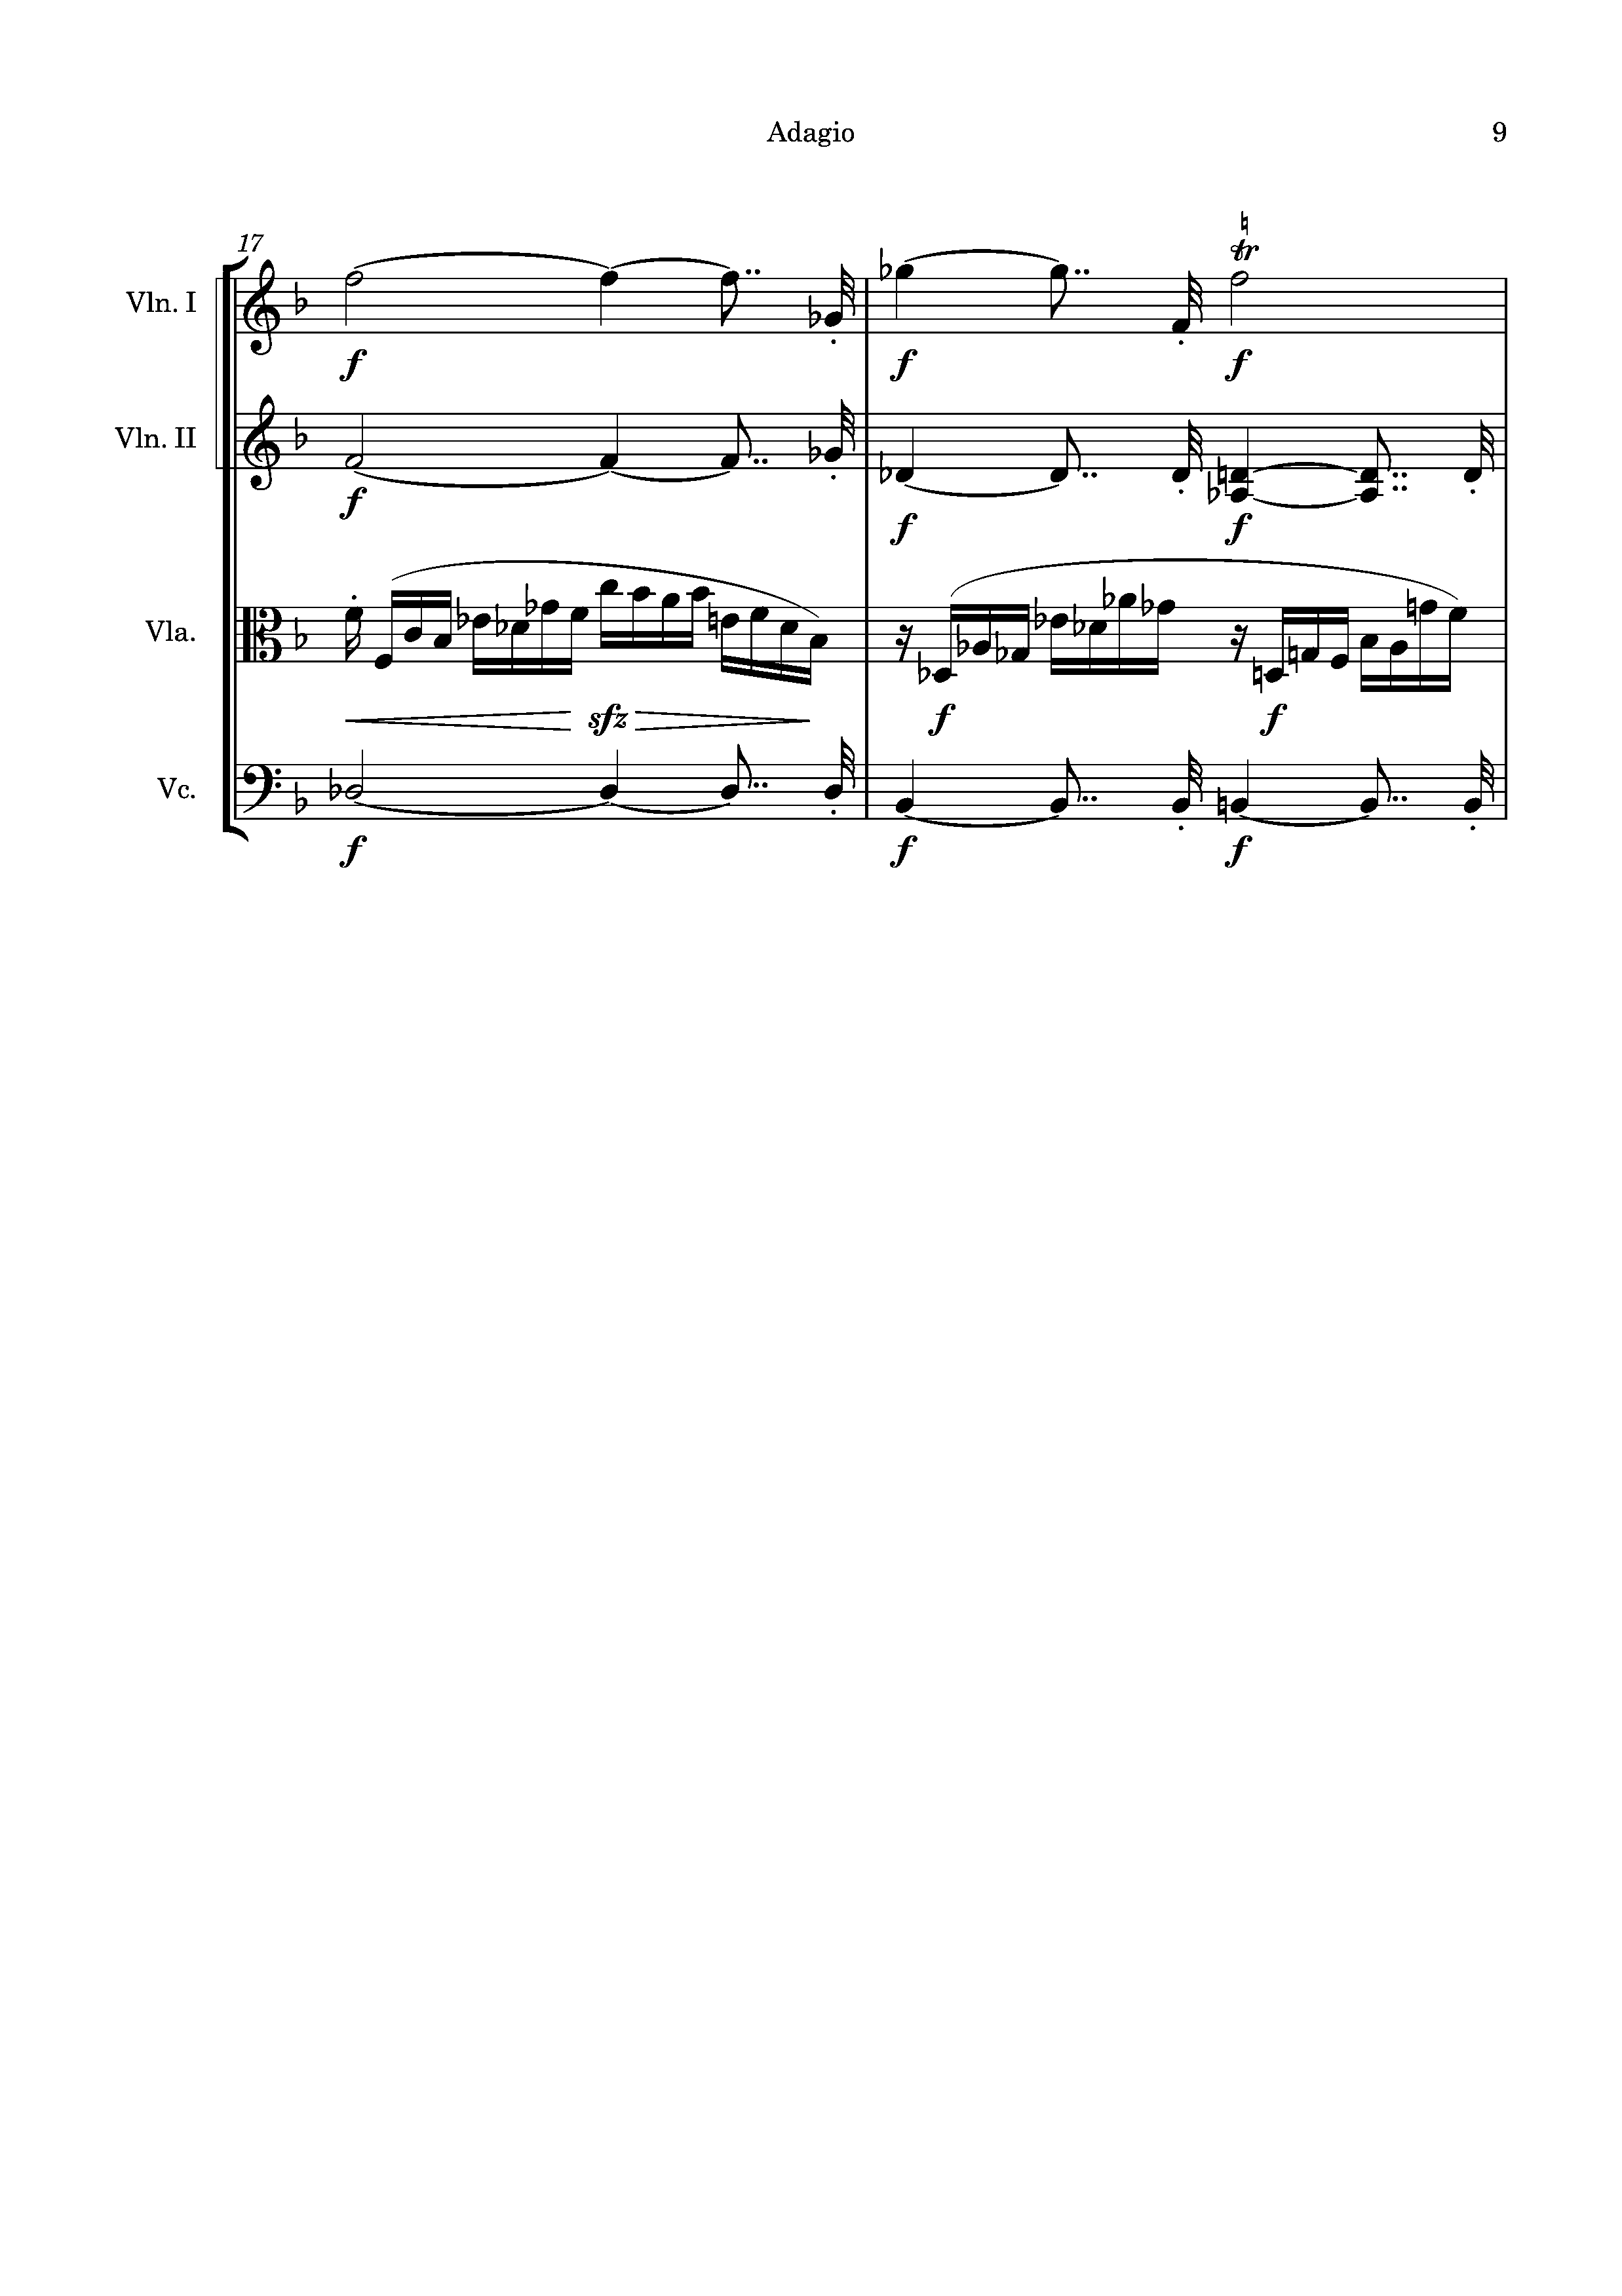 Adagio 9
17
tr
Vln. I
f f f
Vln. II
f f f
Vla.
sfz f f
Vc.
f f f